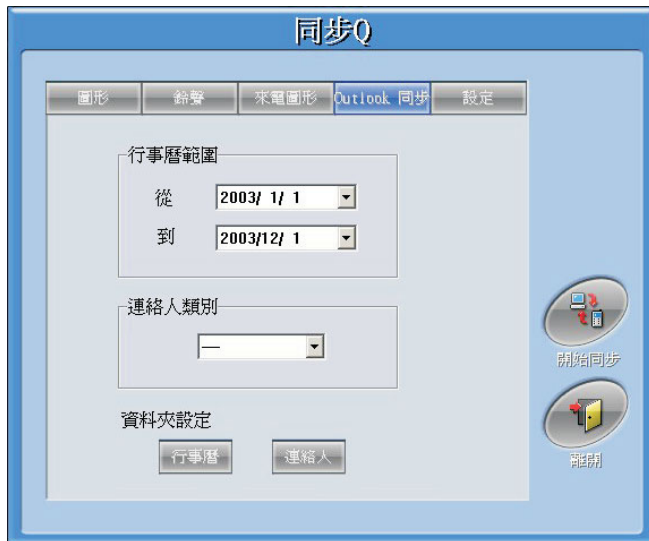 同步Q
圖形 鈴聲 來電圖形 Outlook 同步 設定
行事曆範圍
從 2003/ 1/ 1
到 2003/12/ 1
連絡人類別
—
開始同步
資料夾設定
行事曆 連絡人
離開